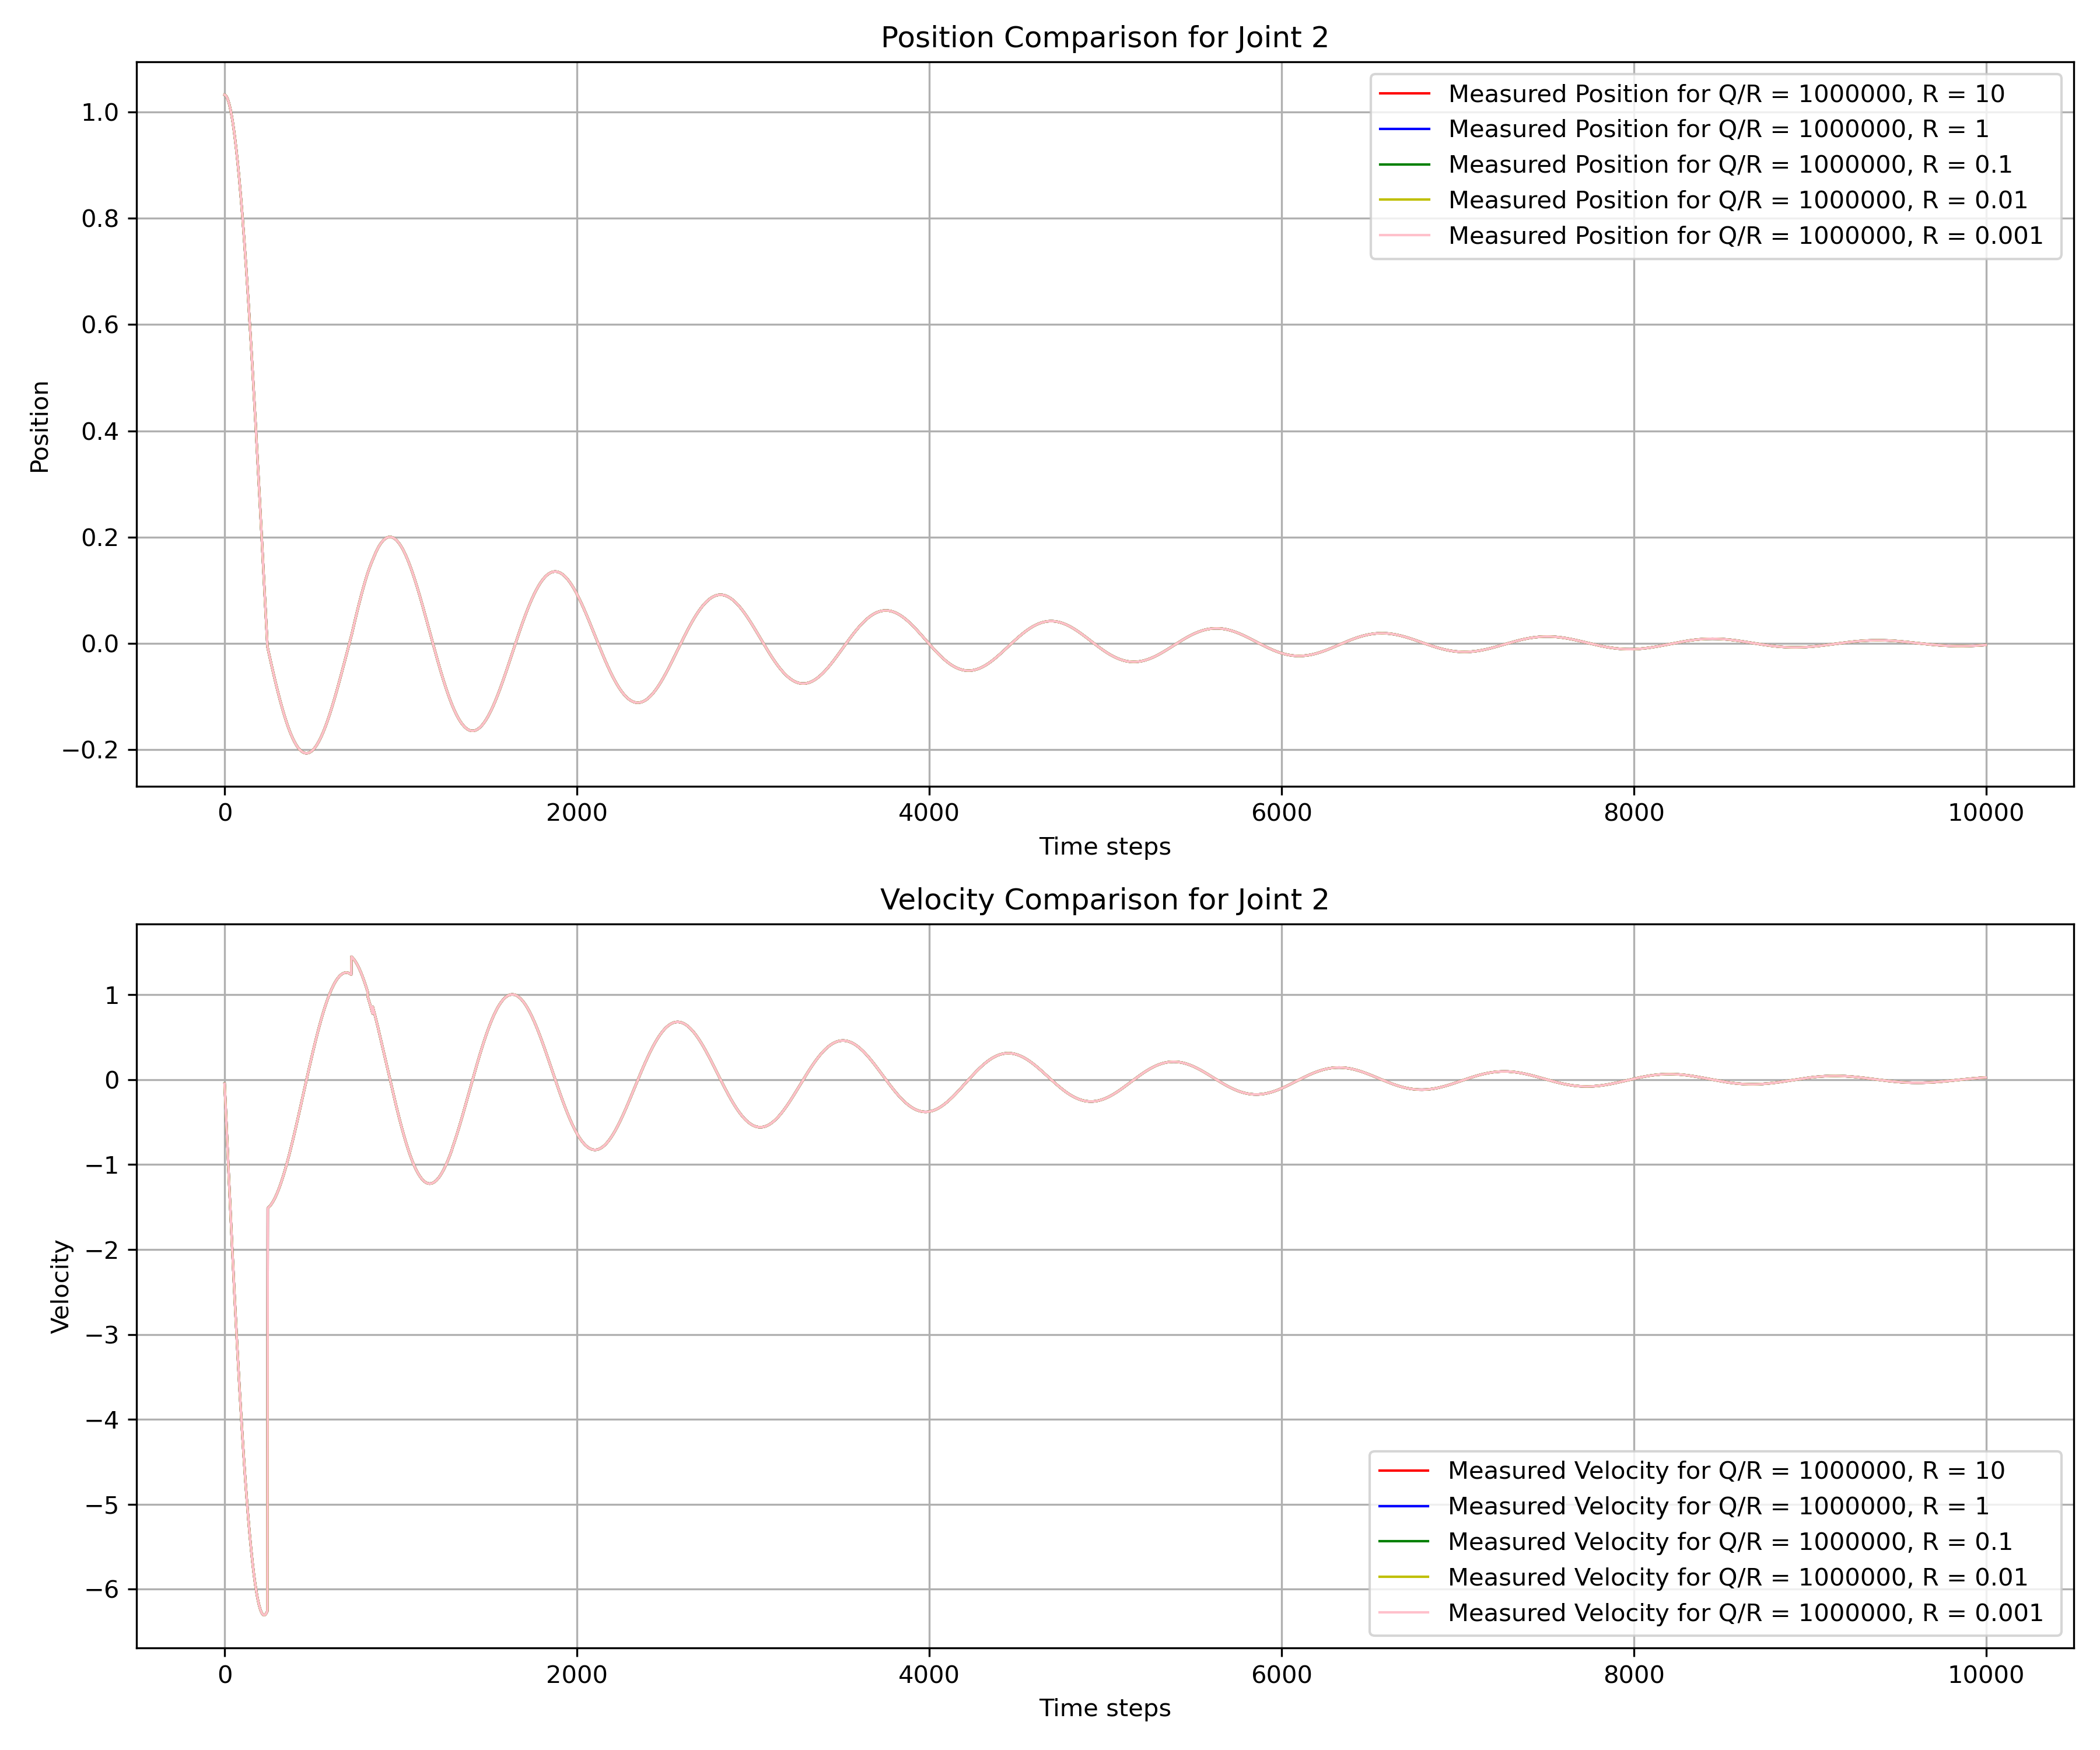 Position Comparison for Joint 2
Measured Position for Q/R = 1000000, R = 10
Measured Position for Q/R = 1000000, R = 1
Measured Position for Q/R = 1000000, R = 0.1
Measured Position for Q/R = 1000000, R = 0.01
Measured Position for Q/R = 1000000, R = 0.001
1.0
0.8
0.6
0.4
0.2
0.0
−0.2
Position
0 2000 4000 6000 8000 10000
Time steps
Velocity Comparison for Joint 2
1
0
−1
−2
−3
−4
−5
−6
Velocity
Measured Velocity for Q/R = 1000000, R = 10
Measured Velocity for Q/R = 1000000, R = 1
Measured Velocity for Q/R = 1000000, R = 0.1
Measured Velocity for Q/R = 1000000, R = 0.01
Measured Velocity for Q/R = 1000000, R = 0.001
0 2000 4000 6000 8000 10000
Time steps